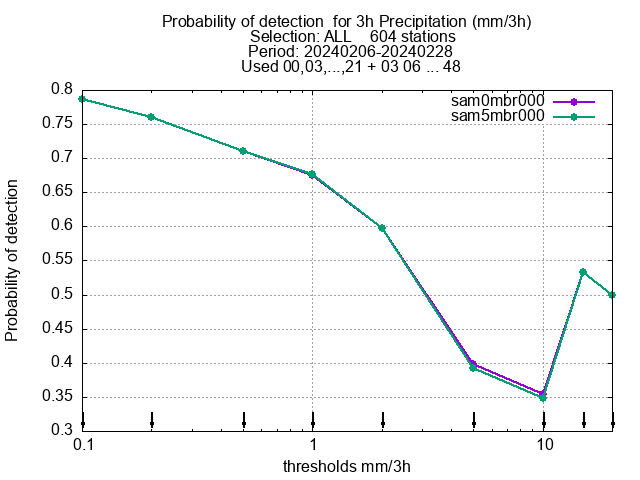 Probability of detection  for 3h Precipitation (mm/3h)
Selection: ALL    604 stations
Period: 20240206-20240228
Used 00,03,...,21 + 03 06 ... 48
sam0mbr000
sam5mbr000
0.8
0.75
0.7
0.65
0.6
0.55
0.5
0.45
0.4
0.35
0.3
Probability of detection
0.1 1 10
thresholds mm/3h